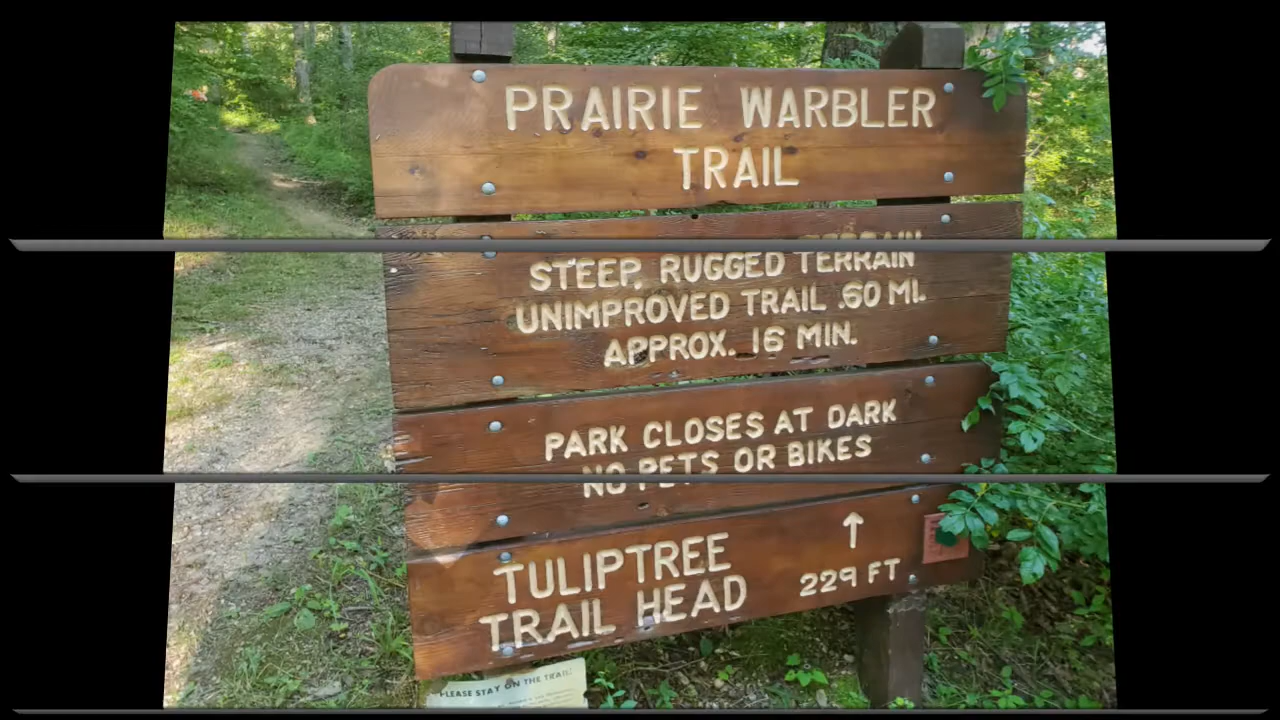 PRAIRIE WARBLER
TRAIL
STEEP, RUGGED TERRAIN
UNIMPROVED TRAIL .60 MI.
APPROX. 16 MIN.
PARK CLOSES AT DARK
NO PETS OR BIKES
TULIPTREE
TRAIL HEAD
↑
229 FT
PLEASE STAY ON THE TRAIL!